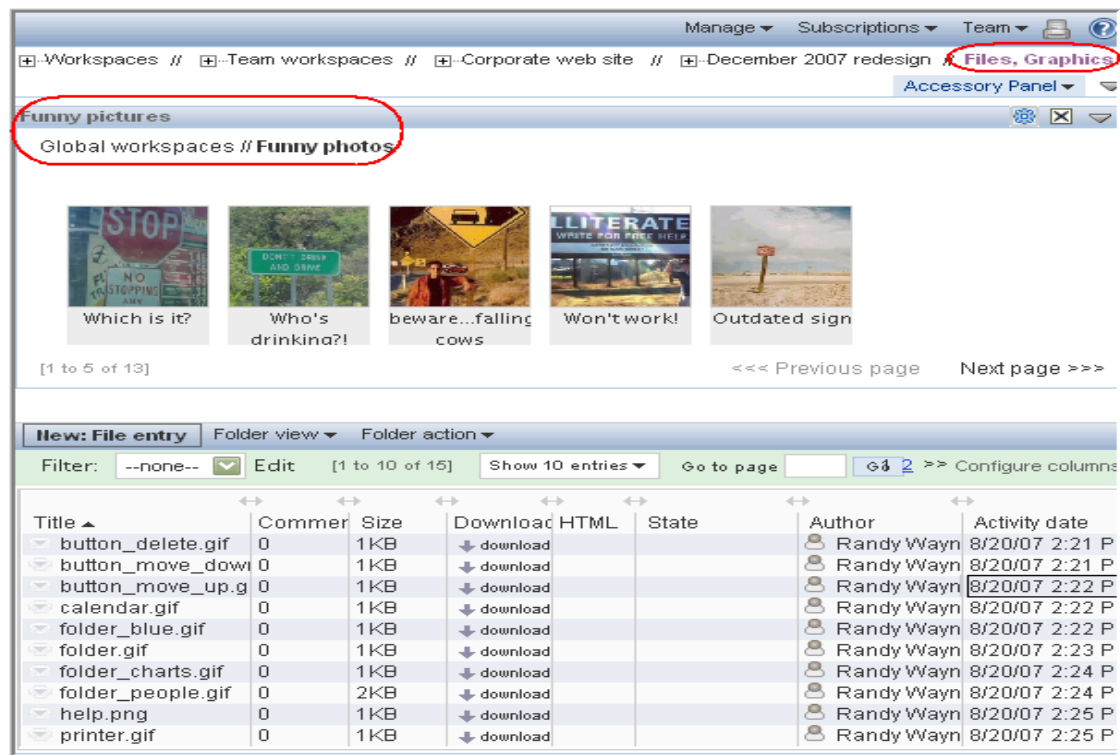 Manage Subscriptions Team
Workspaces // Team workspaces // Corporate web site // December 2007 redesign // Files, Graphics
Accessory Panel
Funny pictures
Global workspaces // Funny photos
STOP
NO
STOPPING
ANY
DON'T DRINK
AND DRIVE
LLITERATE
WRITE FOR FREE HELP
Which is it? Who's drinking?! beware...falling cows Won't work! Outdated sign
[1 to 5 of 13] <<< Previous page Next page >>>
New: File entry Folder view Folder action
Filter: --none-- Edit [1 to 10 of 15] Show 10 entries Go to page 2 >> Configure columns
Title Commer Size Download HTML State Author Activity date
button_delete.gif 0 1KB download Randy Wayn 8/20/07 2:21 P
button_move_dow 0 1KB download Randy Wayn 8/20/07 2:21 P
button_move_up.g 0 1KB download Randy Wayn 8/20/07 2:22 P
calendar.gif 0 1KB download Randy Wayn 8/20/07 2:22 P
folder_blue.gif 0 1KB download Randy Wayn 8/20/07 2:22 P
folder.gif 0 1KB download Randy Wayn 8/20/07 2:23 P
folder_charts.gif 0 1KB download Randy Wayn 8/20/07 2:24 P
folder_people.gif 0 2KB download Randy Wayn 8/20/07 2:24 P
help.png 0 1KB download Randy Wayn 8/20/07 2:25 P
printer.gif 0 1KB download Randy Wayn 8/20/07 2:25 P